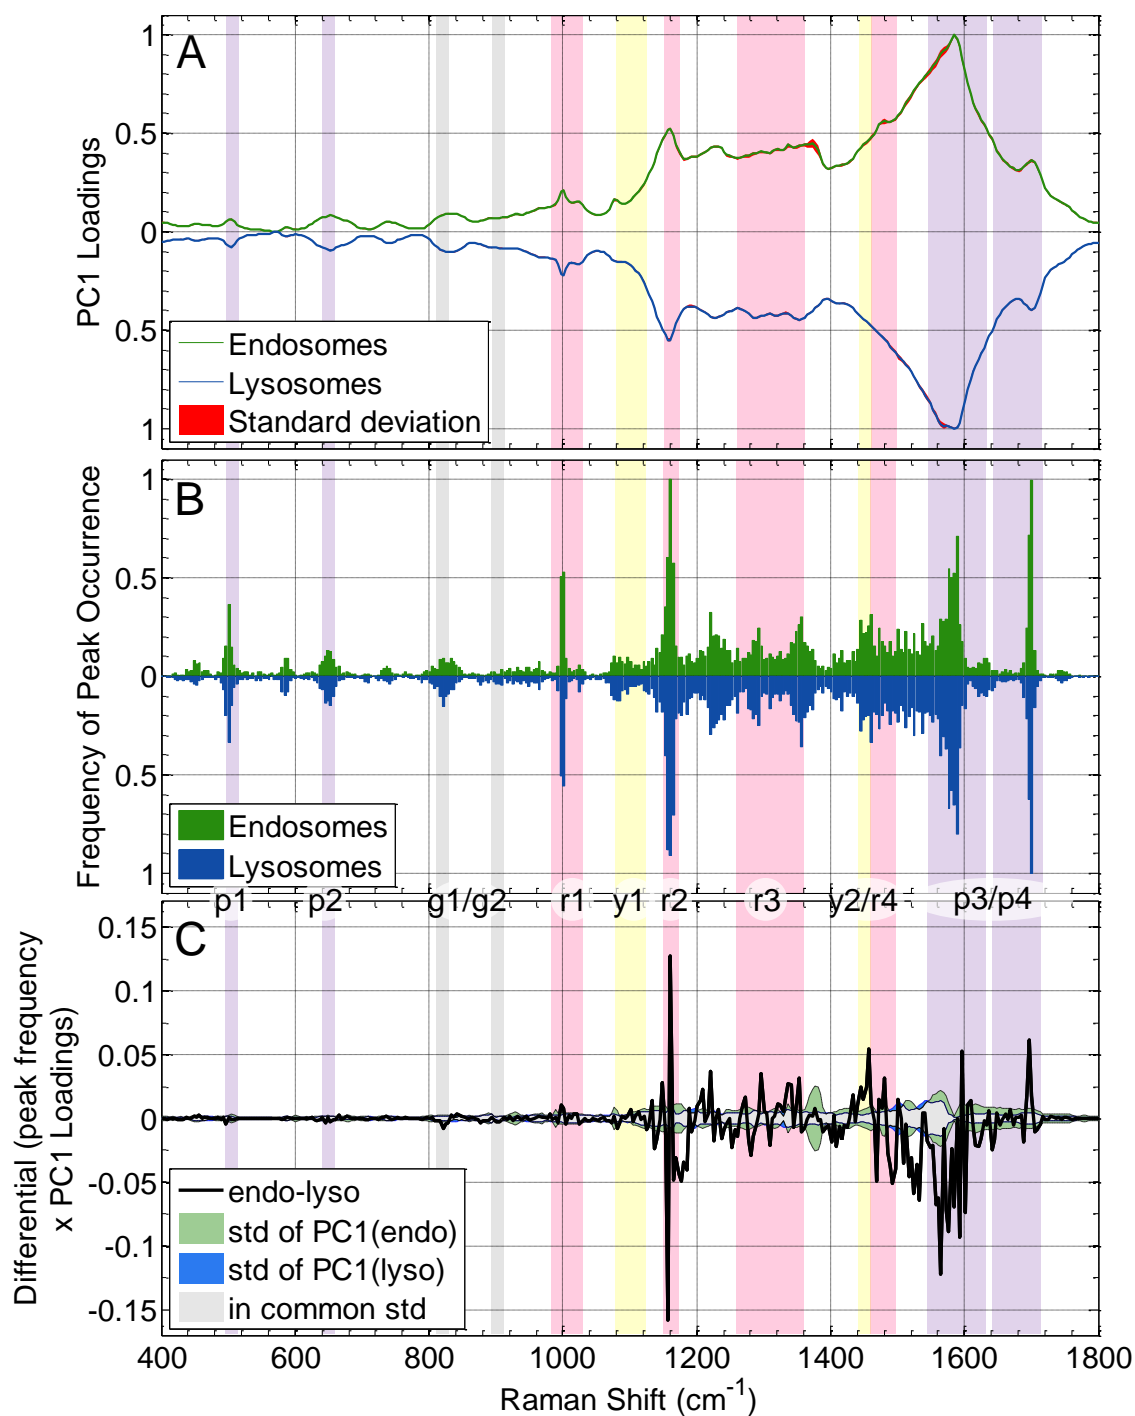 A
1
0.5
0
0.5
1
PC1 Loadings
Endosomes
Lysosomes
Standard deviation
B
1
0.5
0
0.5
1
Frequency of Peak Occurrence
Endosomes
Lysosomes
p1 p2 g1/g2 r1 y1 r2 r3 y2/r4 p3/p4
C
0.15
0.1
0.05
0
-0.05
-0.1
-0.15
Differential (peak frequency
x PC1 Loadings)
endo-lyso
std of PC1(endo)
std of PC1(lyso)
in common std
400 600 800 1000 1200 1400 1600 1800
Raman Shift (cm⁻¹)